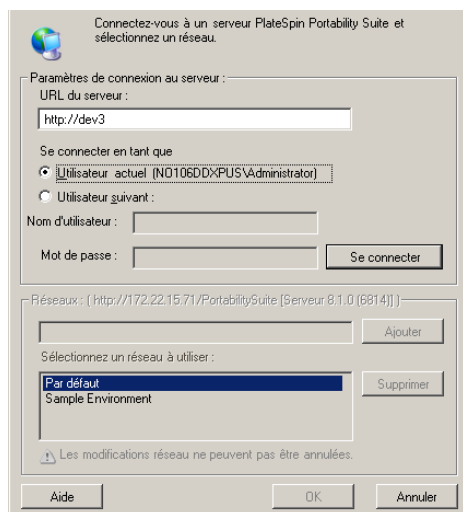 Connectez-vous à un serveur PlateSpin Portability Suite et
sélectionnez un réseau.
Paramètres de connexion au serveur :
URL du serveur :
http://dev3
Se connecter en tant que
Utilisateur actuel (N0106DDXPUS\Administrator)
Utilisateur suivant :
Nom d'utilisateur :
Mot de passe :
Se connecter
Réseaux : ( http://172.22.15.71/PortabilitySuite [Serveur 8.1.0 (6814)] )
Ajouter
Sélectionnez un réseau à utiliser :
Par défaut
Supprimer
Sample Environment
Les modifications réseau ne peuvent pas être annulées.
Aide
OK
Annuler